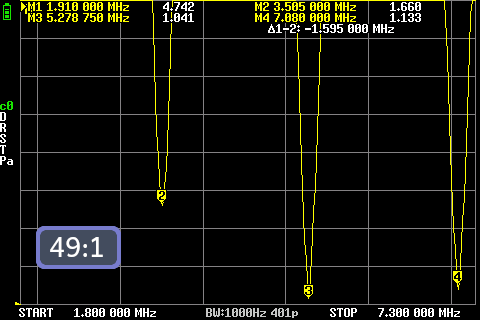 M1 1.910 000 MHz 4.742 M2 3.505 000 MHz 1.660
M3 5.278 750 MHz 1.041 M4 7.080 000 MHz 1.133
Δ1-2: -1.595 000 MHz
c0
D
R
S
T
Pa
2
3
4
49:1
START 1.800 000 MHz BW:1000Hz 401p STOP 7.300 000 MHz